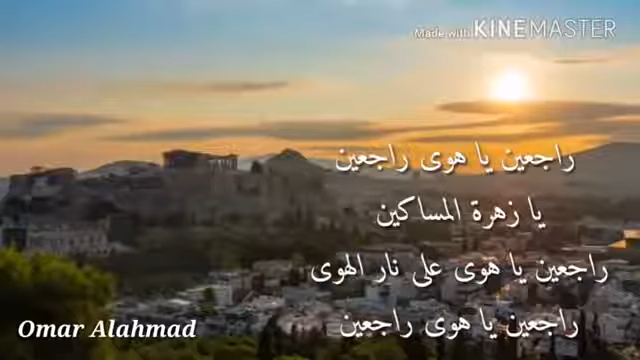 Made with KINEMASTER
راجعين يا هوى راجعين
يا زهرة المساكين
راجعين يا هوى على نار الهوى
راجعين يا هوى راجعين
Omar Alahmad